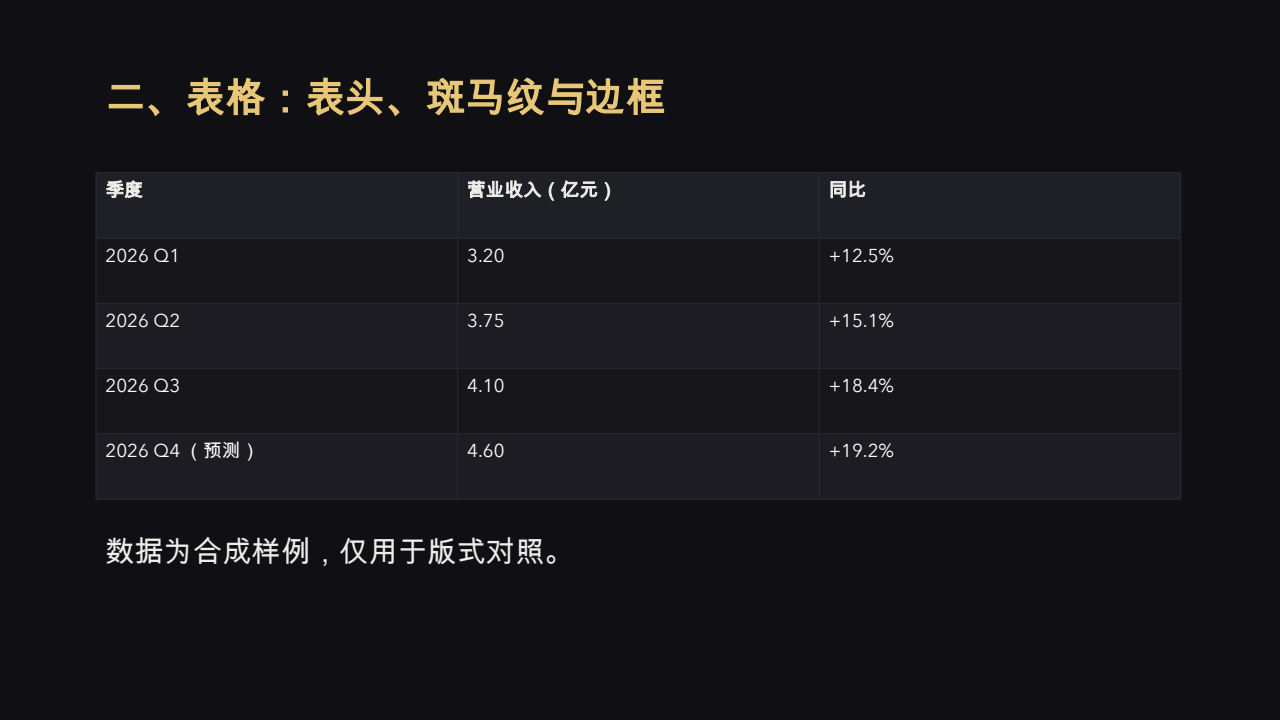 二、表格：表头、斑马纹与边框
季度 营业收入（亿元） 同比
2026 Q1 3.20 +12.5%
2026 Q2 3.75 +15.1%
2026 Q3 4.10 +18.4%
2026 Q4（预测） 4.60 +19.2%
数据为合成样例，仅用于版式对照。